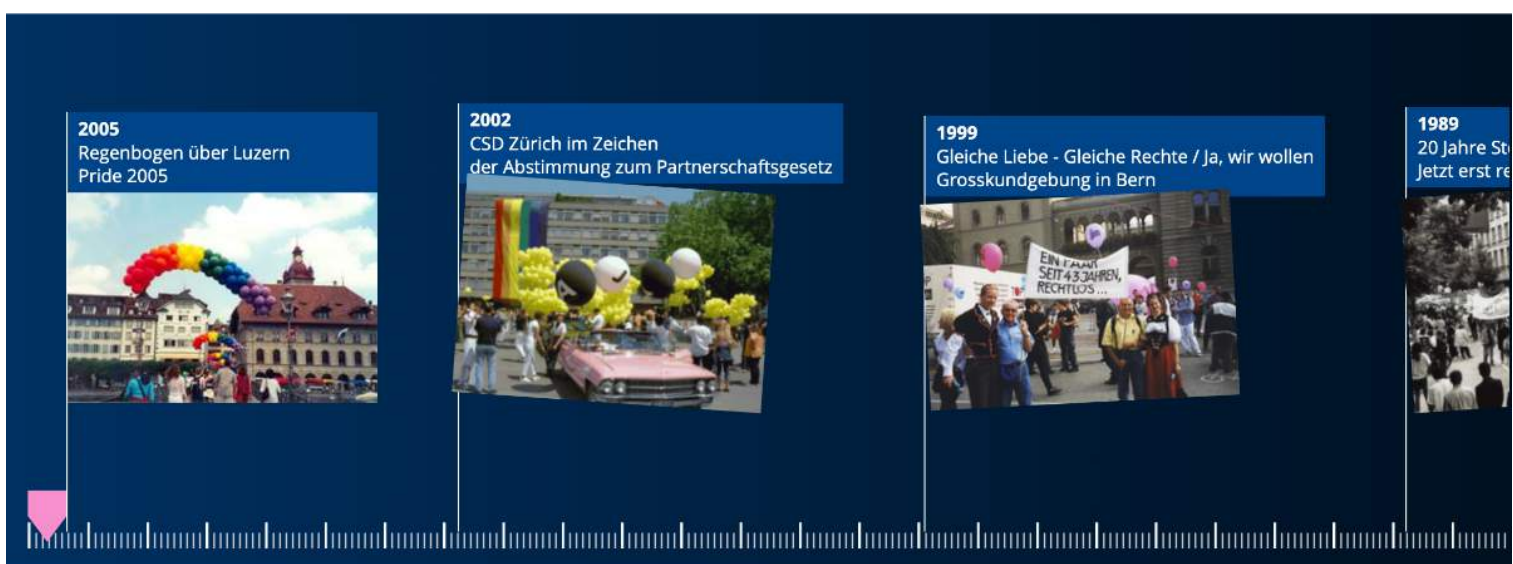 2005
Regenbogen über Luzern
Pride 2005
2002
CSD Zürich im Zeichen
der Abstimmung zum Partnerschaftsgesetz
1999
Gleiche Liebe - Gleiche Rechte / Ja, wir wollen
Grosskundgebung in Bern
EIN PAAR
SEIT 43 JAHREN,
RECHTLOS...
1989
20 Jahre
Jetzt erst